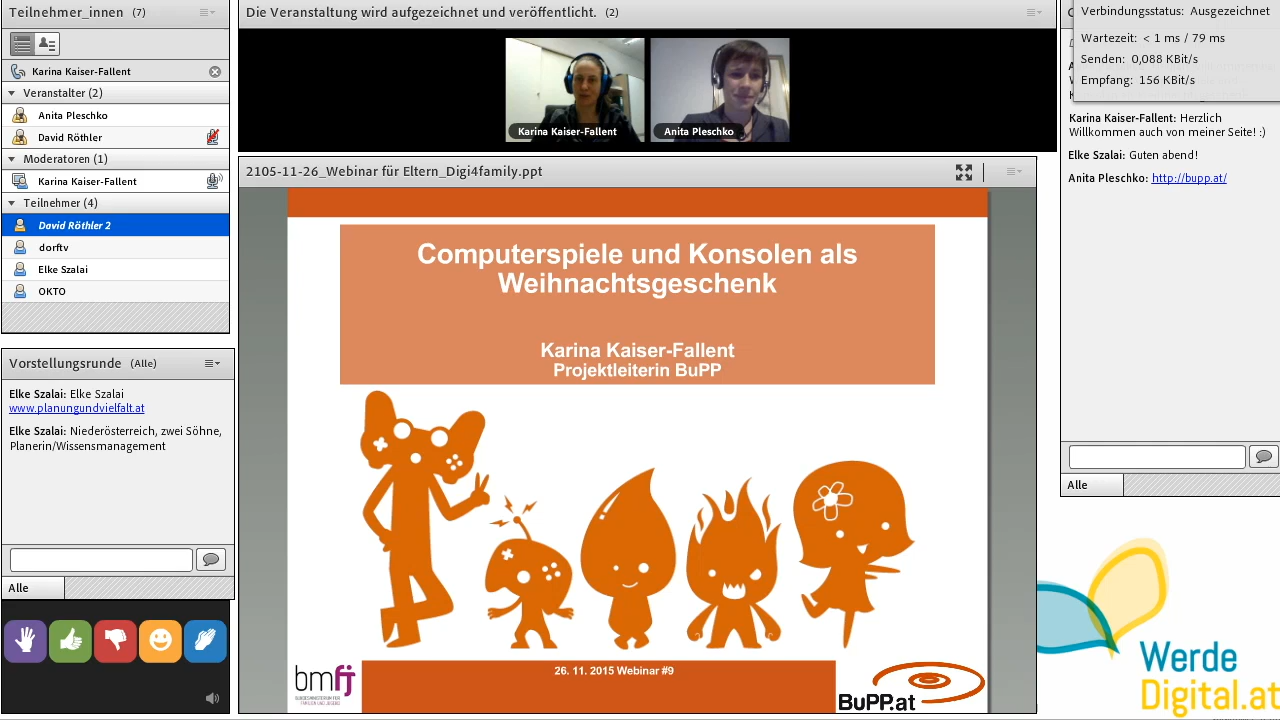 Teilnehmer_innen (7)
Karina Kaiser-Fallent
Veranstalter (2)
Anita Pleschko
David Röthler
Moderatoren (1)
Karina Kaiser-Fallent
Teilnehmer (4)
David Röthler 2
dorftv
Elke Szalai
OKTO
Vorstellungsrunde (Alle)
Elke Szalai: Elke Szalai
www.planungundvielfalt.at
Elke Szalai: Niederösterreich, zwei Söhne,
Planerin/Wissensmanagement
Alle
Die Veranstaltung wird aufgezeichnet und veröffentlicht. (2)
Karina Kaiser-Fallent
Anita Pleschko
2105-11-26_Webinar für Eltern_Digi4family.ppt
Computerspiele und Konsolen als
Weihnachtsgeschenk
Karina Kaiser-Fallent
Projektleiterin BuPP
26. 11. 2015 Webinar #9
bmfj
BUNDESMINISTERIUM FÜR
FAMILIEN UND JUGEND
BuPP.at
Verbindungsstatus: Ausgezeichnet
Wartezeit: < 1 ms / 79 ms
Senden: 0,088 KBit/s
Empfang: 156 KBit/s
Karina Kaiser-Fallent: Herzlich
Willkommen auch von meiner Seite! :)
Elke Szalai: Guten abend!
Anita Pleschko: http://bupp.at/
Alle
Werde
Digital.at